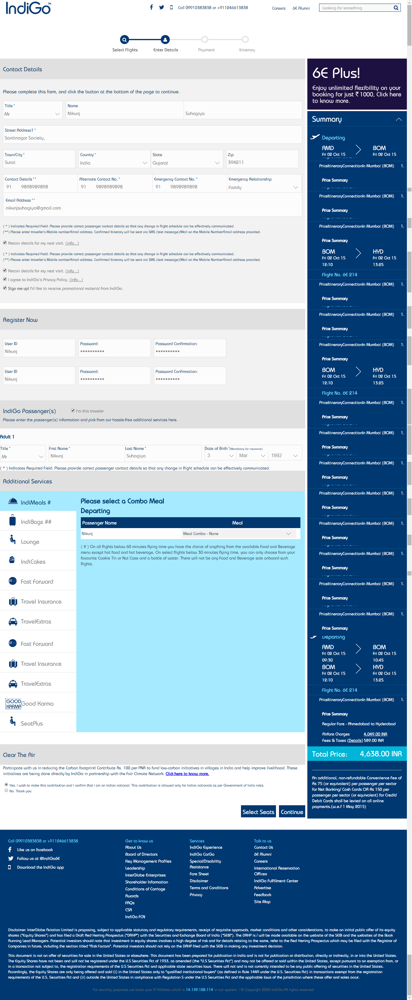 IndiGo™
Call 09910383838 or +911246613838
Careers 6E Alumni
Looking for something
Select Flights Enter Details Payment Itinerary
Contact Details
Please complete this form, and click the button at the bottom of the page to continue.
Title * Name
Mr Nikunj Suhagiya
Street Address1 *
Santinagar Society,
Town/City * Country * State Zip
Surat India Gujarat 394211
Contact Details ** Alternate Contact No. * Emergency Contact No. * Emergency Relationship
91 9898989898 91 9898989898 91 9898989898 Family
Email Address **
nikunjsuhagiya@gmail.com
( * ) Indicates Required Field. Please provide correct passenger contact details so that any change in flight schedule can be effectively communicated.
(**) Please enter traveller's Mobile number/Email address. Confirmed Itinerary will be sent via SMS (text message)/Mail on the Mobile Number/Email address provided.
Retain details for my next visit. (info...)
( * ) Indicates Required Field. Please provide correct passenger contact details so that any change in flight schedule can be effectively communicated.
(**) Please enter traveller's Mobile number/Email address. Confirmed Itinerary will be sent via SMS (text message)/Mail on the Mobile Number/Email address provided.
Retain details for my next visit. (info...)
I agree to IndiGo's Privacy Policy. (info...)
Sign me up! I'd like to receive promotional material from IndiGo.
Register Now
User ID Password: Password Confirmation:
Nikunj •••••••••• ••••••••••
User ID Password: Password Confirmation:
Nikunj •••••••••• ••••••••••
IndiGo Passenger(s) I'm this traveler
Please enter the passenger(s) information and pick from our hassle-free additional services here.
Adult 1
Title * First Name * Last Name * Date of Birth *(Mandatory for insurance)
Mr Nikunj Suhagiya 3 Mar 1992
( * ) Indicates Required Field. Please provide correct passenger contact details so that any change in flight schedule can be effectively communicated.
Additional Services
IndiMeals #
IndiBags ##
Lounge
IndiCakes
FF Fast Forward
Travel Insurance
TravelExtras
FF Fast Forward
Travel Insurance
TravelExtras
GOOD KARMA Good Karma
SeatPlus
Please select a Combo Meal
Departing
Passenger Name Meal
Nikunj Meal Combo - None
( # ) On all flights below 60 minutes flying time you have the choice of anything from the available Food and Beverage
menu except hot food and hot beverage. On select flights below 30 minutes flying time, you can only choose from your
favourite Cookie Tin or Nut Case and a bottle of water. There will not be any Food and Beverage sale onboard such
flights.
Clear The Air
Participate with us in reducing the Carbon footprint! Contribute Rs. 100 per PNR to fund low-carbon initiatives in villages in India and help improve livelihood. These
initiatives are being done directly by IndiGo in partnership with the Fair Climate Network. Click here to know more.
Yes. I wish to make this contribution and I confirm that I am an Indian national. This contribution is allowed only for Indian nationals as per Government of India rules.
No. Thank you.
Select Seats Continue
6E Plus!
Enjoy unlimited flexibility on your
booking for just ₹ 1000, Click here
to know more.
Summary
Departing
AMD BOM
Fri 02 Oct 15 Fri 02 Oct 15
PriceItineraryConnectionIn Mumbai (BOM) 1.
Price Summary
PriceItineraryConnectionIn Mumbai (BOM) 1.
Price Summary
PriceItineraryConnectionIn Mumbai (BOM) 1.
Price Summary
BOM HYD
Fri 02 Oct 15 Fri 02 Oct 15
12:10 13:25
Flight No. 6E 214
PriceItineraryConnectionIn Mumbai (BOM) 1.
Price Summary
PriceItineraryConnectionIn Mumbai (BOM) 1.
Price Summary
PriceItineraryConnectionIn Mumbai (BOM) 1.
Price Summary
BOM HYD
Fri 02 Oct 15 Fri 02 Oct 15
12:10 13:25
Flight No. 6E 214
PriceItineraryConnectionIn Mumbai (BOM) 1.
Price Summary
PriceItineraryConnectionIn Mumbai (BOM) 1.
Price Summary
PriceItineraryConnectionIn Mumbai (BOM) 1.
Price Summary
PriceItineraryConnectionIn Mumbai (BOM) 1.
Price Summary
PriceItineraryConnectionIn Mumbai (BOM) 1.
Price Summary
PriceItineraryConnectionIn Mumbai (BOM) 1.
Price Summary
PriceItineraryConnectionIn Mumbai (BOM) 1.
Price Summary
PriceItineraryConnectionIn Mumbai (BOM) 1.
Price Summary
Departing
AMD BOM
Fri 02 Oct 15 Fri 02 Oct 15
09:30 10:45
BOM HYD
Fri 02 Oct 15 Fri 02 Oct 15
12:10 13:25
Flight No. 6E 214
PriceItineraryConnectionIn Mumbai (BOM) 1.
Price Summary
Regular Fare - Ahmedabad to Hyderabad
Airfare Charges 4,049.00 INR
Fees & Taxes (Details) 589.00 INR
Total Price: 4,638.00 INR
An additional, non-refundable Convenience Fee of
Rs 75 (or equivalent) per passenger per sector
for Net Banking/ Cash Cards OR Rs 150 per
passenger per sector (or equivalent) for Credit/
Debit Cards shall be levied on all online
payments.(w.e.f 1 May 2015)
Call 09910383838 or +911246613838
Like us on facebook
Follow us at @IndiGo6E
Download the IndiGo app
Get to know us
About Us
Board of Directors
Key Management Profiles
Leadership
InterGlobe Enterprises
Shareholder Information
Conditions of Carriage
Awards
FAQs
CSR
IndiGo FCN
Services
IndiGo Experience
IndiGo CarGo
Special/Disability
Assistance
Fare Sheet
Disclaimer
Terms and Conditions
Privacy
Talk to us
Contact Us
6E Alumni
Careers
International Reservation
Offices
IndiGo Fulfillment Center
Advertise
Feedback
Site Map
Disclaimer: InterGlobe Aviation Limited is proposing, subject to applicable statutory and regulatory requirements, receipt of requisite approvals, market conditions and other considerations, to make an initial public offer of its equity
shares ("Equity Shares") and has filed a Draft Red Herring Prospectus ("DRHP") with the Securities and Exchange Board of India ("SEBI"). The DRHP is / will be made available on the website of the SEBI and the websites of the Book
Running Lead Managers. Potential investors should note that investment in equity shares involves a high degree of risk and for details relating to the same, refer to the Red Herring Prospectus which may be filed with the Registrar of
Companies in future, including the section titled "Risk Factors". Potential investors should not rely on the DRHP filed with the SEBI in making any investment decision.
This document is not an offer of securities for sale in the United States or elsewhere. This document has been prepared for publication in India and is not for publication or distribution, directly or indirectly, in or into the United States.
The Equity Shares have not been and will not be registered under the U.S Securities Act of 1933, as amended (the "U.S Securities Act") and may not be offered or sold within the United States, except pursuant to an exemption from, or
in a transaction not subject to, the registration requirements of the U.S Securities Act and applicable state securities laws. There will not and is not currently intended to be any public offering of securities in the United States.
Accordingly, the Equity Shares are only being offered and sold (i) in the United States only to "qualified institutional buyers" (as defined in Rule 144A under the U.S. Securities Act) in transactions exempt from the registration
requirements of the U.S. Securities Act and (ii) outside the United States in compliance with Regulation S under the U.S Securities Act and the applicable laws of the jurisdiction where these offer and sales occur.
For security purposes we store your IP Address which is 14.139.122.114 in our system. | © Copyright 2006 IndiGo All rights reserved